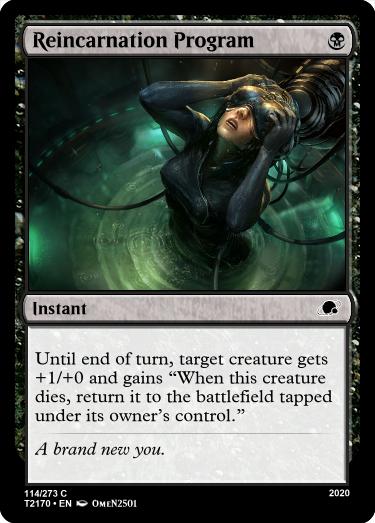 Reincarnation Program
Instant
Until end of turn, target creature gets
+1/+0 and gains “When this creature
dies, return it to the battlefield tapped
under its owner’s control.”
A brand new you.
114/273 C
2020
T2170 • EN OMEN2501